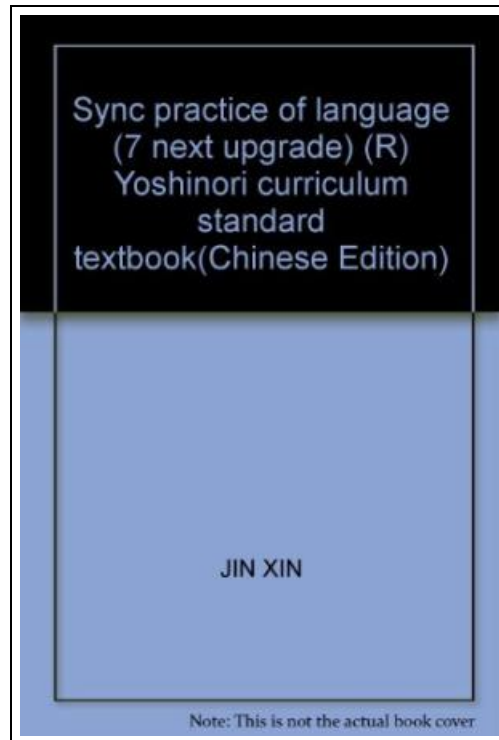 Sync practice of language
(7 next upgrade) (R)
Yoshinori curriculum
standard
textbook(Chinese Edition)
JIN XIN
Note: This is not the actual book cover